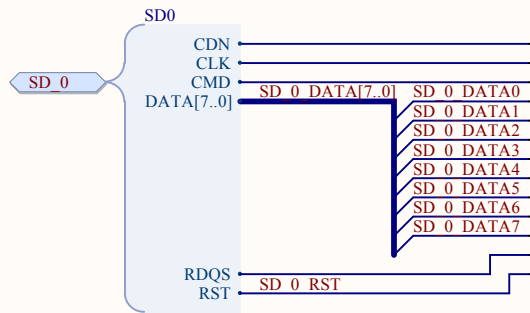 SD0
CDN
CLK
SD_0
CMD
DATA[7..0] SD_0_DATA[7..0] SD_0_DATA0
SD_0_DATA1
SD_0_DATA2
SD_0_DATA3
SD_0_DATA4
SD_0_DATA5
SD_0_DATA6
SD_0_DATA7
RDQS
RST SD_0_RST